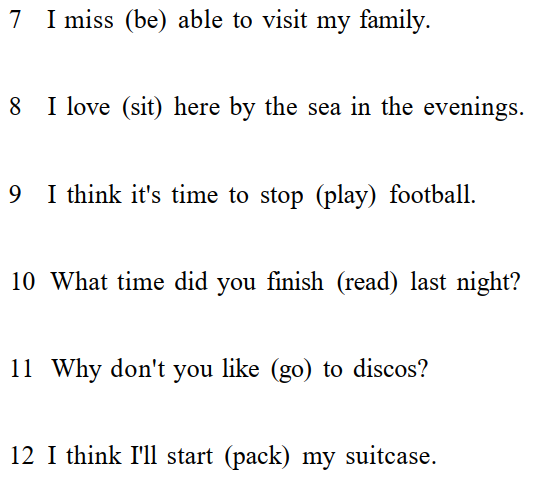 7 I miss (be) able to visit my family.
8 I love (sit) here by the sea in the evenings.
9 I think it's time to stop (play) football.
10 What time did you finish (read) last night?
11 Why don't you like (go) to discos?
12 I think I'll start (pack) my suitcase.